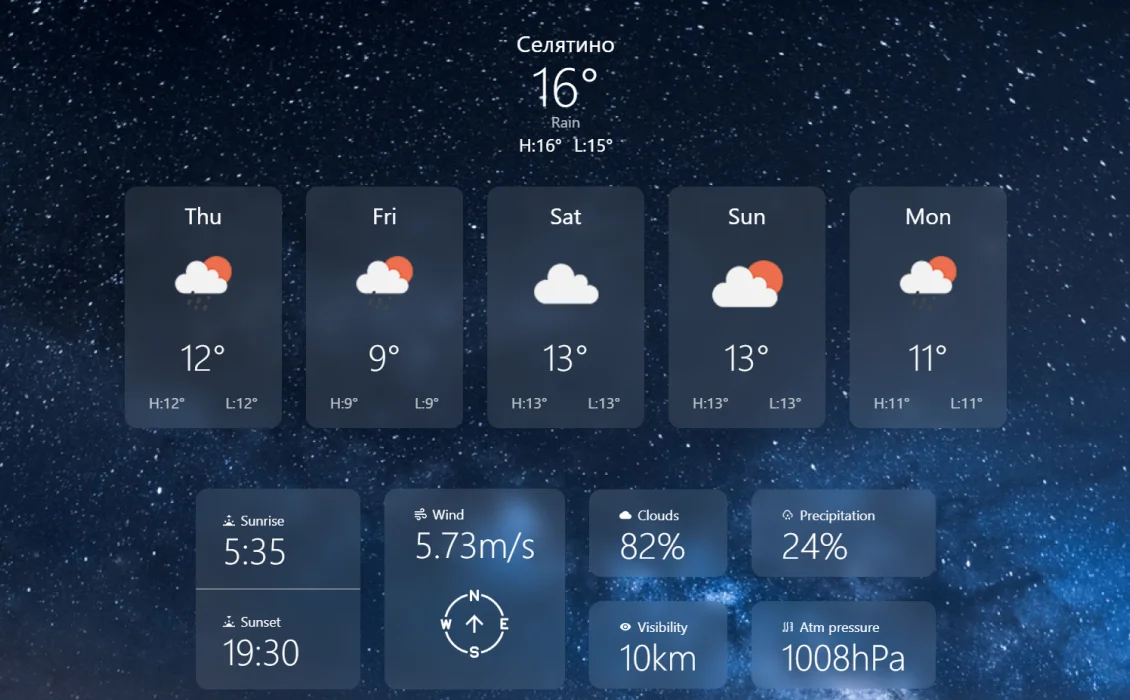 Селятино
16°
Rain
H:16° L:15°
Thu
12°
H:12° L:12°
Fri
9°
H:9° L:9°
Sat
13°
H:13° L:13°
Sun
13°
H:13° L:13°
Mon
11°
H:11° L:11°
Sunrise
5:35
Sunset
19:30
Wind
5.73m/s
N
W E
S
Clouds
82%
Precipitation
24%
Visibility
10km
Atm pressure
1008hPa